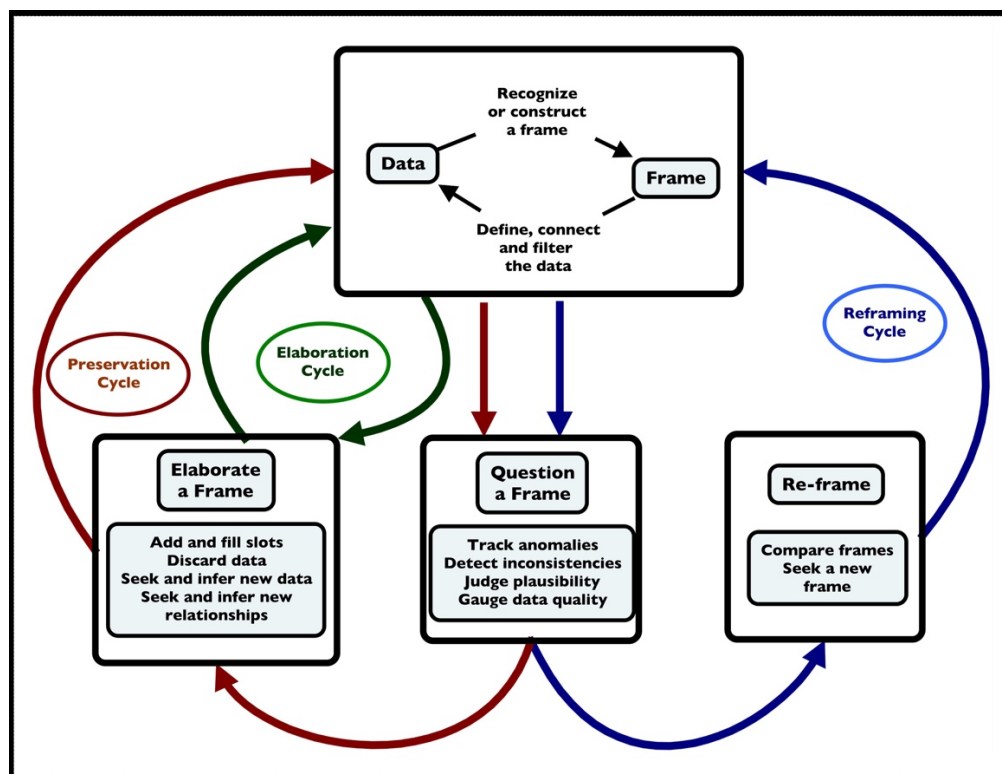 Recognize
or construct
a frame
Data
Frame
Define, connect
and filter
the data
Preservation
Cycle
Elaboration
Cycle
Reframing
Cycle
Elaborate
a Frame
Add and fill slots
Discard data
Seek and infer new data
Seek and infer new
relationships
Question
a Frame
Track anomalies
Detect inconsistencies
Judge plausibility
Gauge data quality
Re-frame
Compare frames
Seek a new
frame